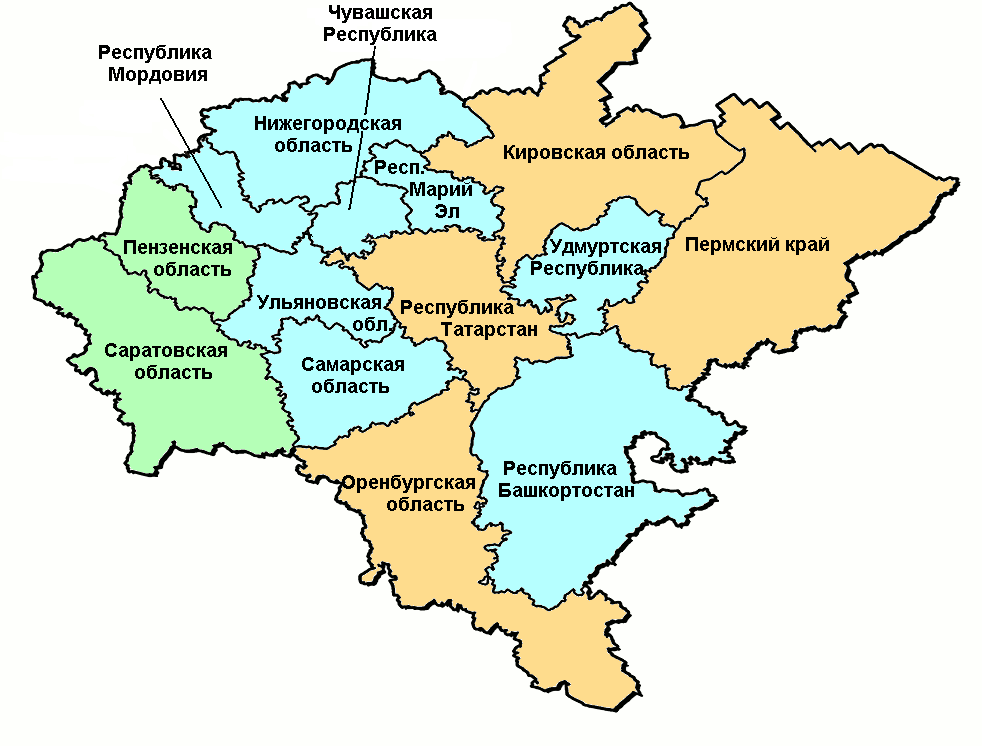 Чувашская
Республика
Республика
Мордовия
Нижегородская
область
Кировская область
Респ.
Марий
Эл
Пензенская
область
Удмуртская
Республика
Пермский край
Ульяновская
обл.
Республика
Татарстан
Саратовская
область
Самарская
область
Оренбургская
область
Республика
Башкортостан